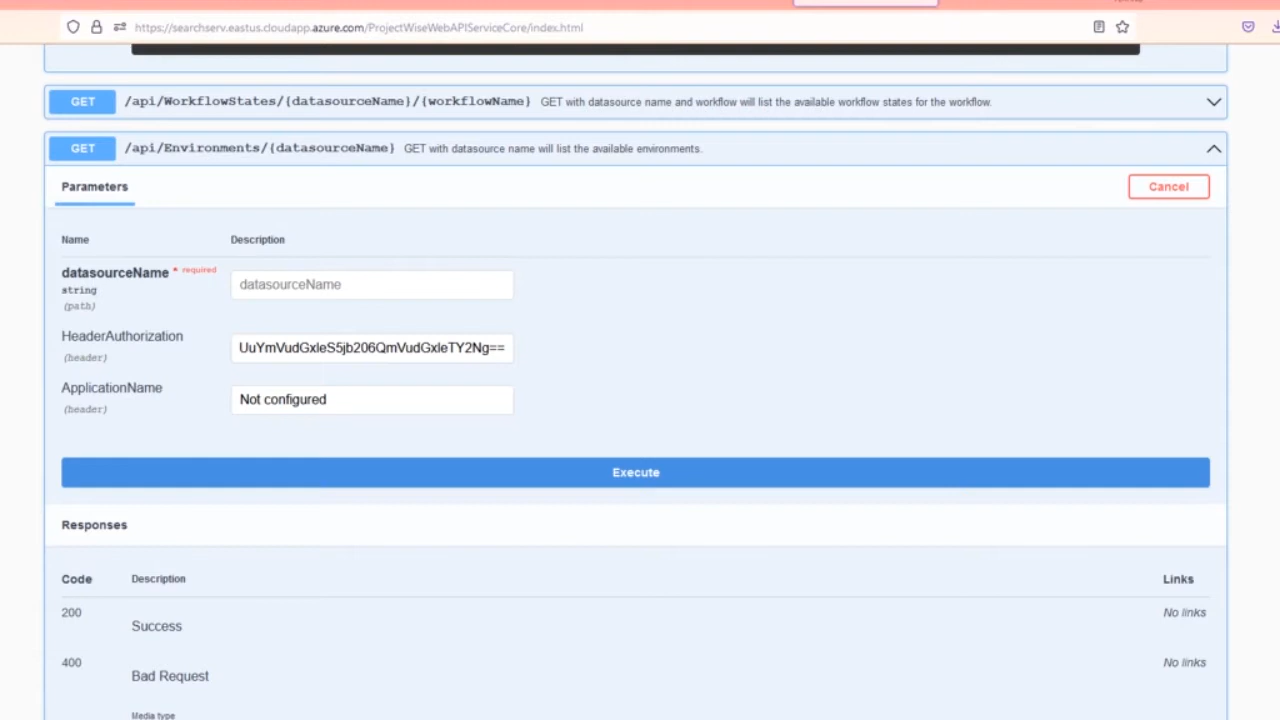 https://searchserv.eastus.cloudapp.azure.com/ProjectWiseWebAPIServiceCore/index.html
GET /api/WorkflowStates/{datasourceName}/{workflowName} GET with datasource name and workflow will list the available workflow states for the workflow.
GET /api/Environments/{datasourceName} GET with datasource name will list the available environments.
Parameters Cancel
Name Description
datasourceName * required datasourceName
string
(path)
HeaderAuthorization UuYmVudGxleS5jb206QmVudGxleTY2Ng==
(header)
ApplicationName Not configured
(header)
Execute
Responses
Code Description Links
200 Success No links
400 Bad Request No links
Media type